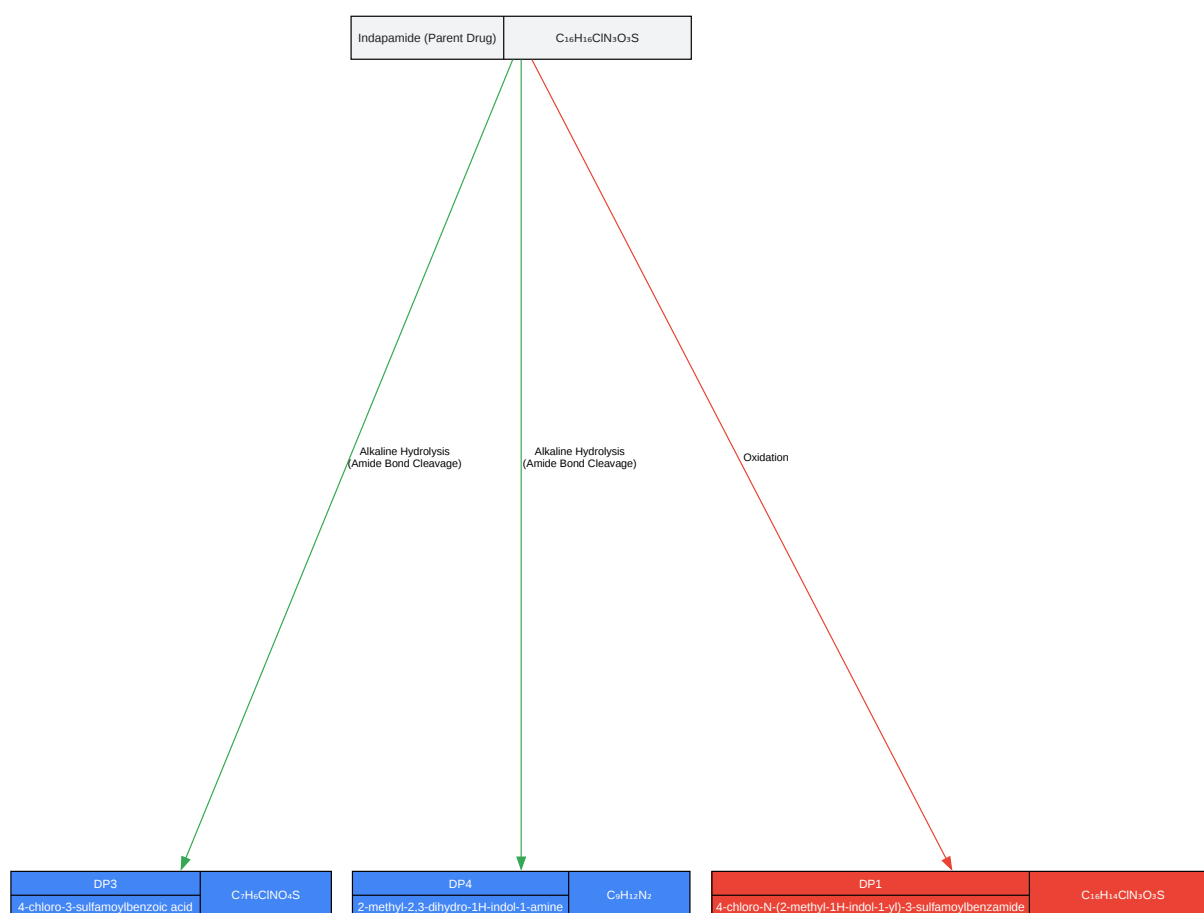 Indapamide (Parent Drug)
C₁₆H₁₆ClN₃O₃S
Alkaline Hydrolysis
(Amide Bond Cleavage)
Alkaline Hydrolysis
(Amide Bond Cleavage)
Oxidation
DP3
4-chloro-3-sulfamoylbenzoic acid
C₇H₆ClNO₄S
DP4
2-methyl-2,3-dihydro-1H-indol-1-amine
C₉H₁₂N₂
DP1
4-chloro-N-(2-methyl-1H-indol-1-yl)-3-sulfamoylbenzamide
C₁₆H₁₄ClN₃O₃S